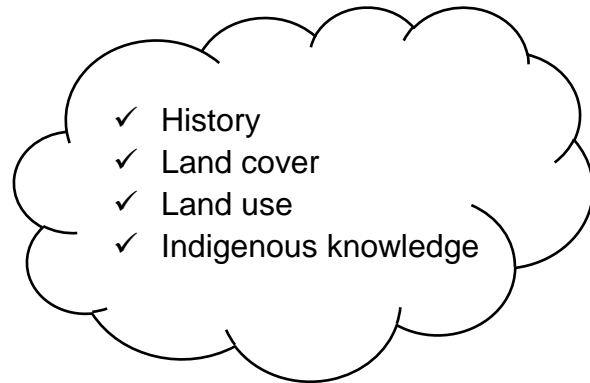 ✓ History
✓ Land cover
✓ Land use
✓ Indigenous knowledge